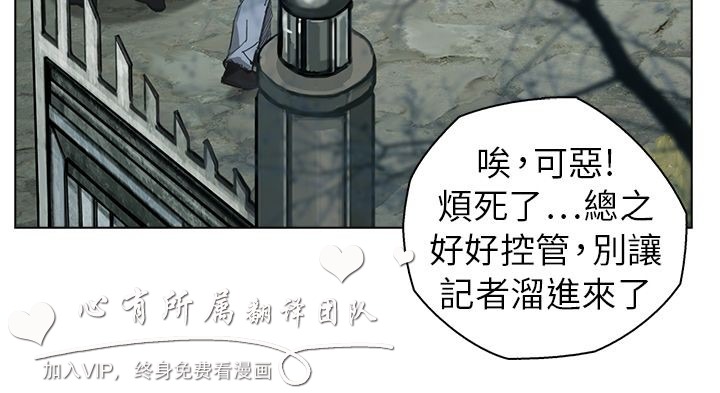 唉，可惡！
煩死了...總之
好好控管，別讓
記者溜進來了
心有所属翻译团队
加入VIP，终身免费看漫画